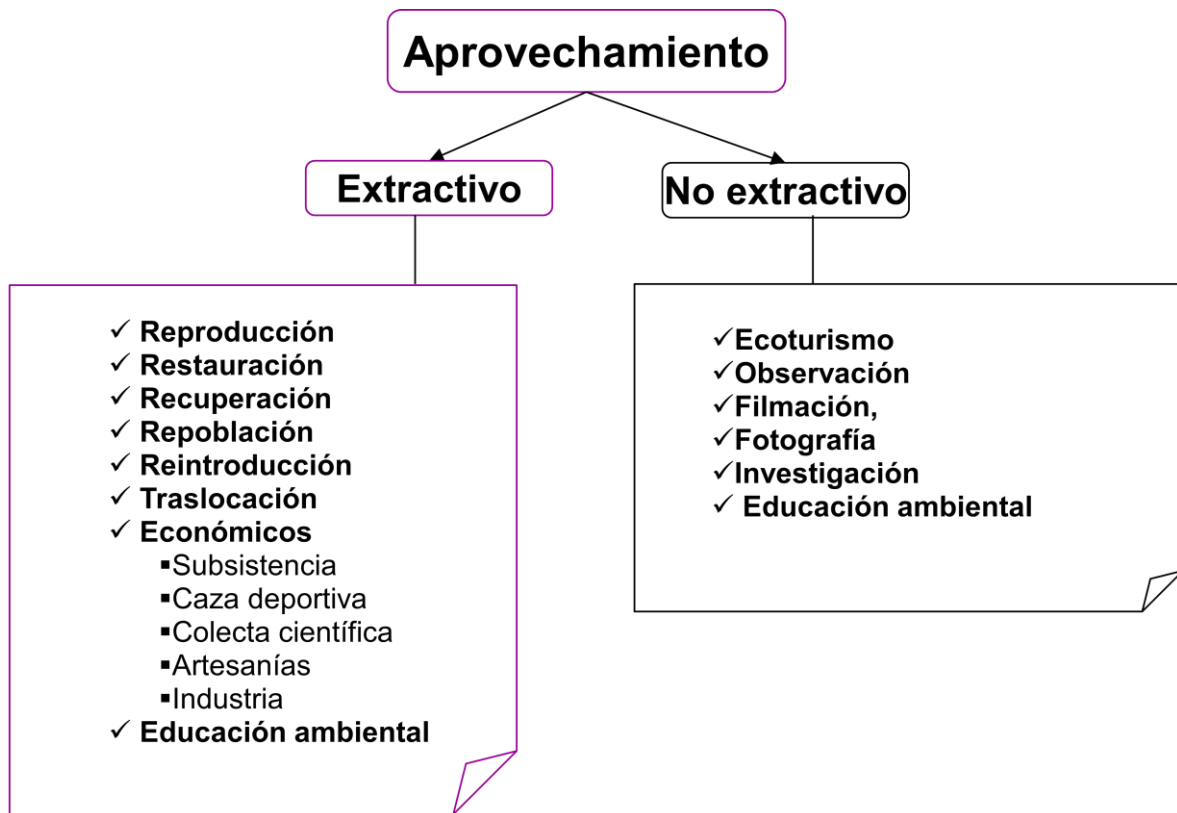 Aprovechamiento
Extractivo
No extractivo
✓ Reproducción
✓ Restauración
✓ Recuperación
✓ Repoblación
✓ Reintroducción
✓ Traslocación
✓ Económicos
▪Subsistencia
▪Caza deportiva
▪Colecta científica
▪Artesanías
▪Industria
✓ Educación ambiental
✓Ecoturismo
✓Observación
✓Filmación,
✓Fotografía
✓Investigación
✓ Educación ambiental